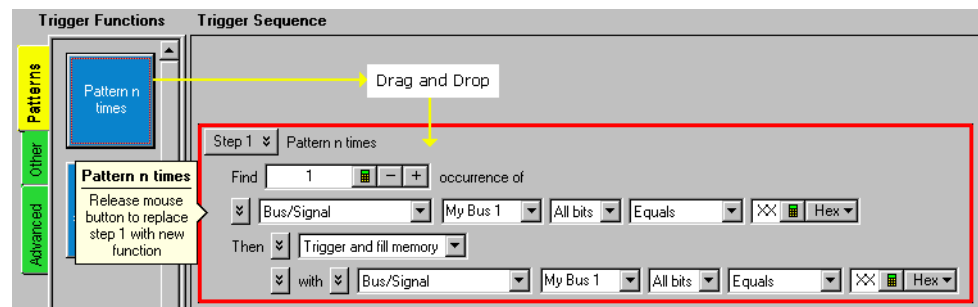 Trigger Functions
Trigger Sequence
Patterns
Other
Advanced
Pattern n
times
Drag and Drop
Pattern n times
Release mouse
button to replace
step 1 with new
function
Step 1 Pattern n times
Find 1 - + occurrence of
Bus/Signal My Bus 1 All bits Equals XX Hex
Then Trigger and fill memory
with Bus/Signal My Bus 1 All bits Equals XX Hex